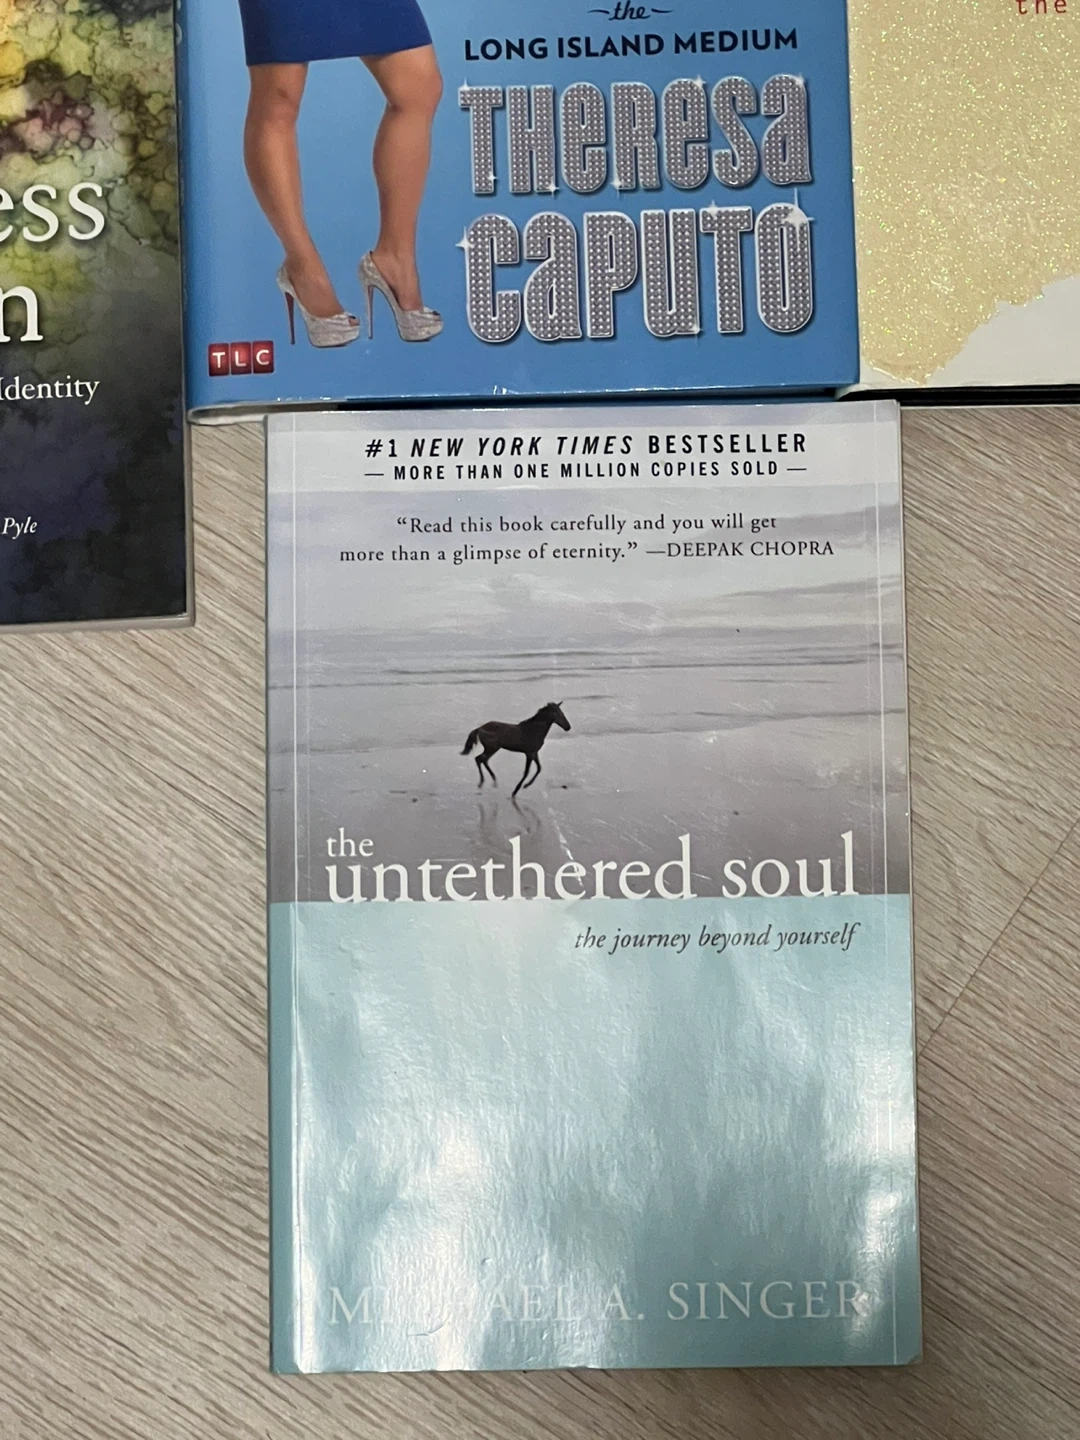 ess
n
Identity
Pyle
the
LONG ISLAND MEDIUM
THERESA
CAPUTO
TLC
the
#1 NEW YORK TIMES BESTSELLER
— MORE THAN ONE MILLION COPIES SOLD —
“Read this book carefully and you will get
more than a glimpse of eternity.” —DEEPAK CHOPRA
the
untethered soul
the journey beyond yourself
MICHAEL A. SINGER